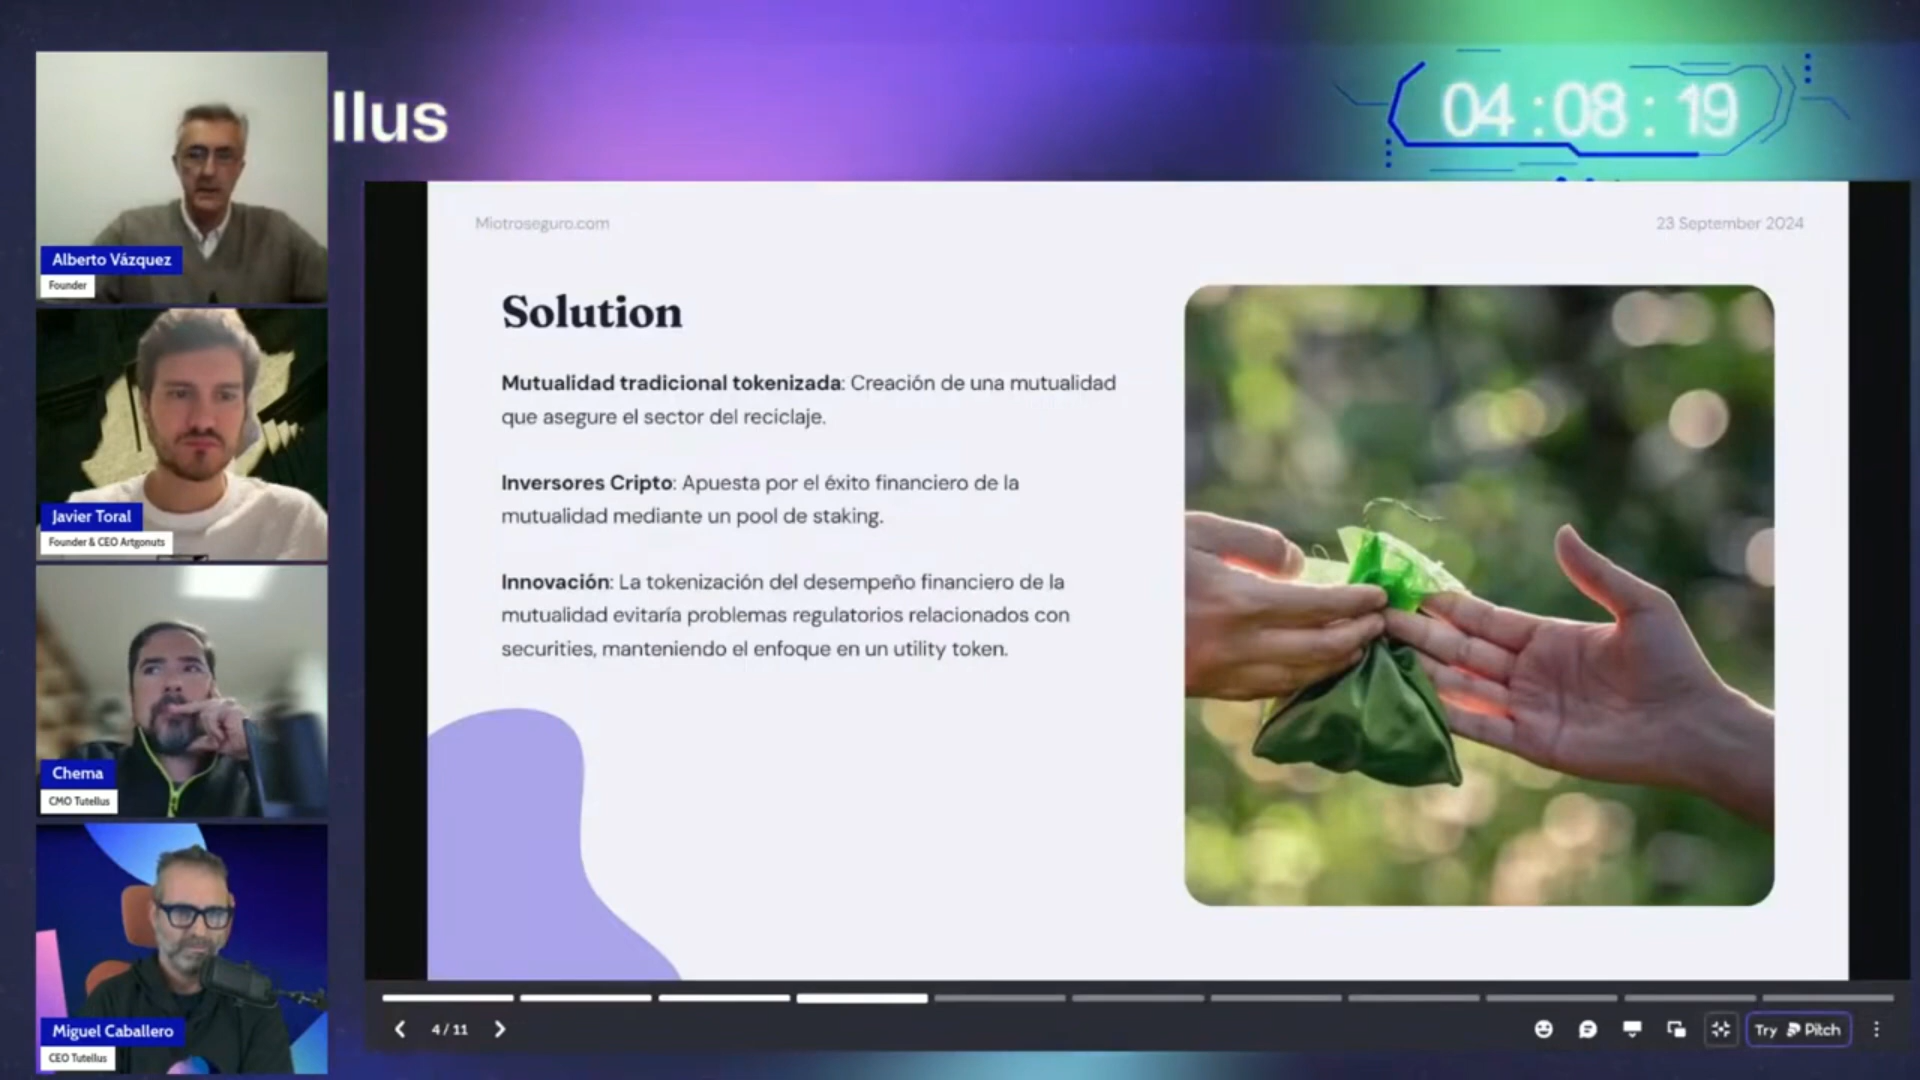 llus
04:08:19
Alberto Vázquez
Founder
Javier Toral
Founder & CEO Artgonuts
Chema
CMO Tutellus
Miguel Caballero
CEO Tutellus
Miotroseguro.com
23 September 2024
Solution
Mutualidad tradicional tokenizada: Creación de una mutualidad
que asegure el sector del reciclaje.
Inversores Cripto: Apuesta por el éxito financiero de la
mutualidad mediante un pool de staking.
Innovación: La tokenización del desempeño financiero de la
mutualidad evitaría problemas regulatorios relacionados con
securities, manteniendo el enfoque en un utility token.
4 / 11
Try Pitch